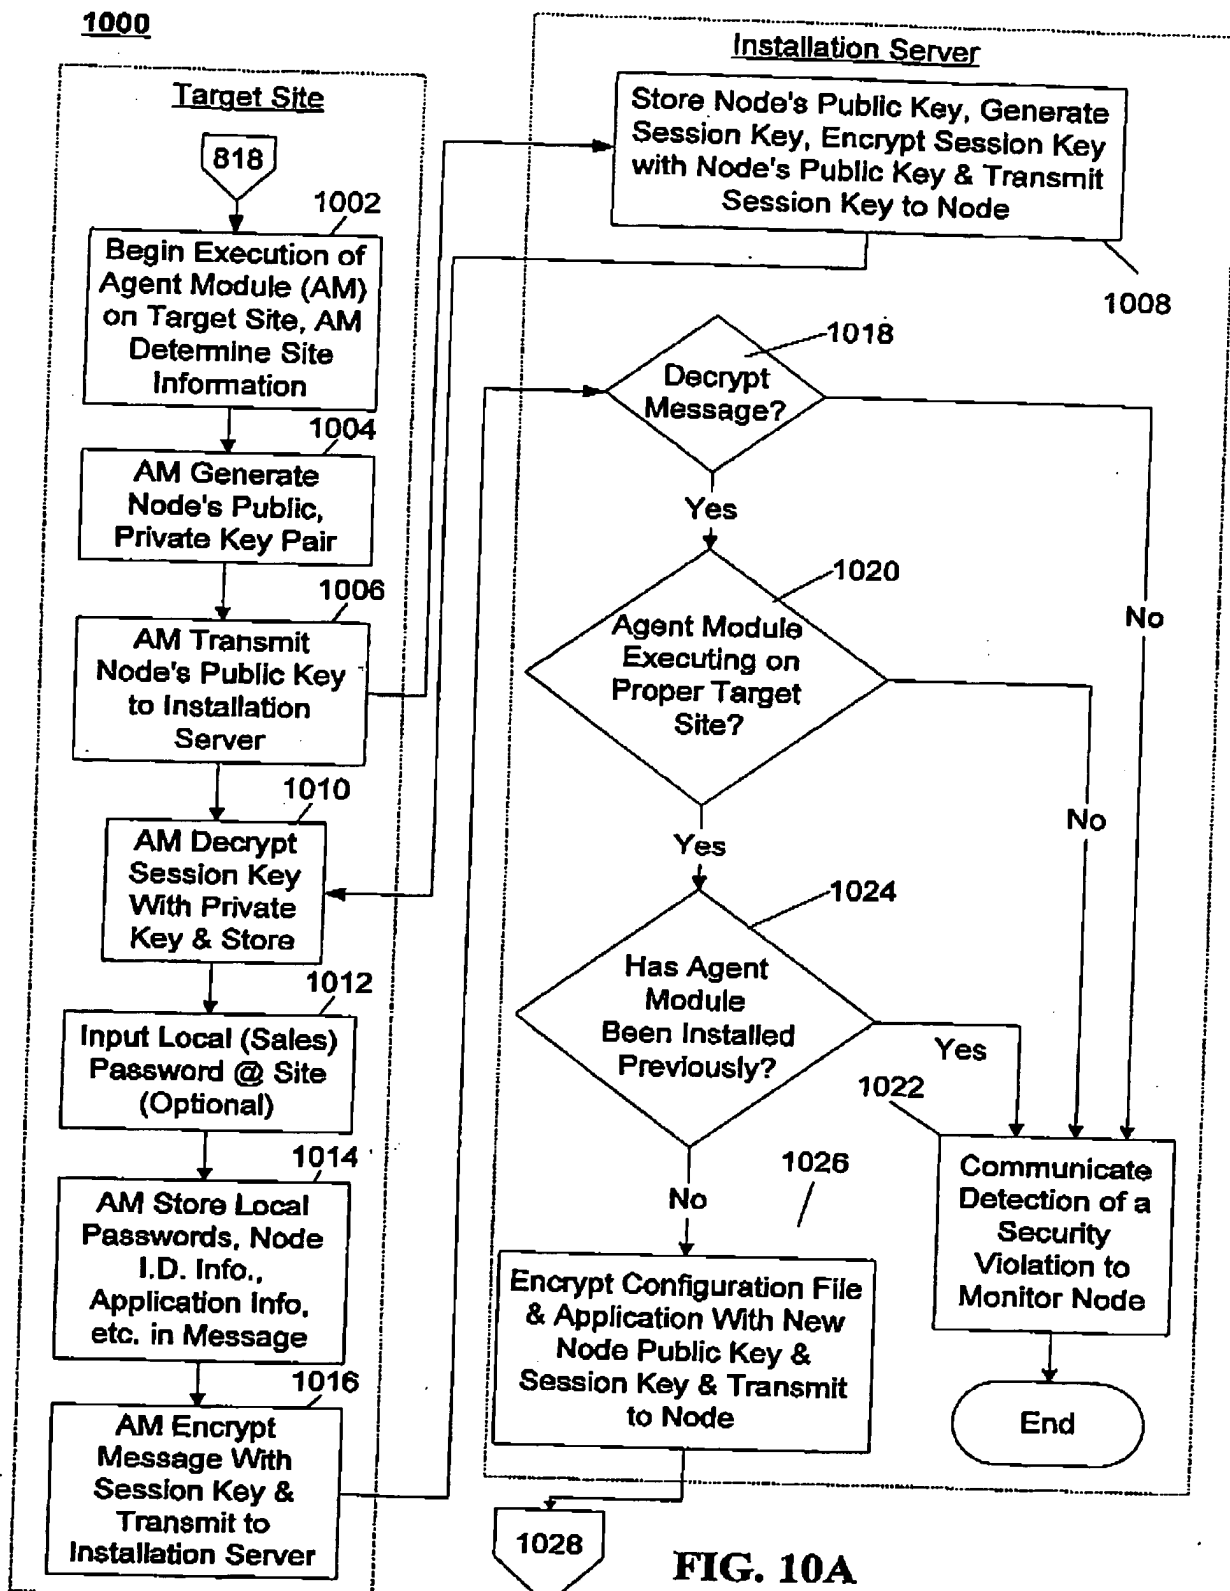 1000
Target Site
818
1002
Begin Execution of
Agent Module (AM)
on Target Site, AM
Determine Site
Information
1004
AM Generate
Node's Public,
Private Key Pair
1006
AM Transmit
Node's Public Key
to Installation
Server
1010
AM Decrypt
Session Key
With Private
Key & Store
1012
Input Local (Sales)
Password @ Site
(Optional)
1014
AM Store Local
Passwords, Node
I.D. Info.,
Application Info,
etc. in Message
1016
AM Encrypt
Message With
Session Key &
Transmit to
Installation Server
Installation Server
Store Node's Public Key, Generate
Session Key, Encrypt Session Key
with Node's Public Key & Transmit
Session Key to Node
1008
1018
Decrypt
Message?
Yes
No
1020
Agent Module
Executing on
Proper Target
Site?
Yes
No
1024
Has Agent
Module
Been Installed
Previously?
Yes
No
1022
Communicate
Detection of a
Security
Violation to
Monitor Node
End
1026
Encrypt Configuration File
& Application With New
Node Public Key &
Session Key & Transmit
to Node
1028
FIG. 10A